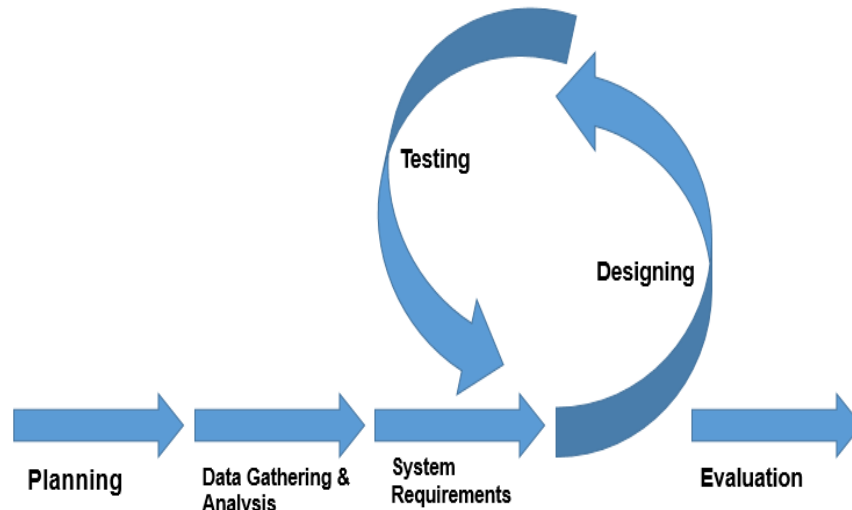 Testing
Designing
Planning
Data Gathering &
Analysis
System
Requirements
Evaluation